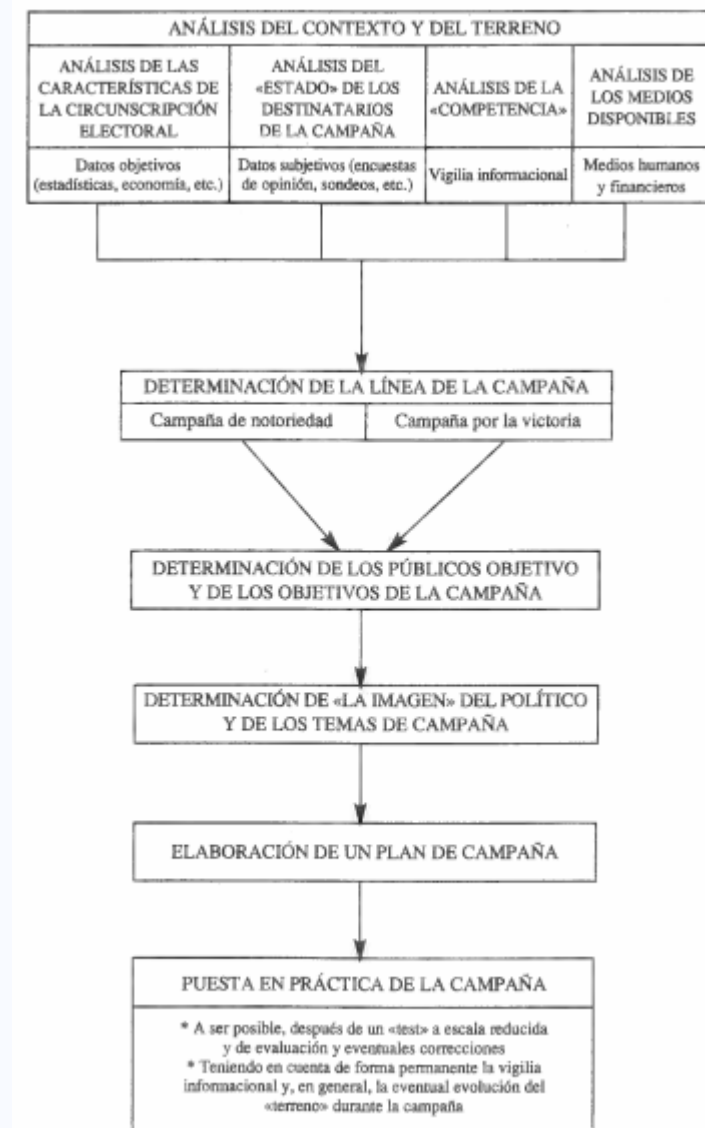 ANÁLISIS DEL CONTEXTO Y DEL TERRENO
ANÁLISIS DE LAS
CARACTERÍSTICAS DE
LA CIRCUNSCRIPCIÓN
ELECTORAL
ANÁLISIS DEL
«ESTADO» DE LOS
DESTINATARIOS
DE LA CAMPAÑA
ANÁLISIS DE LA
«COMPETENCIA»
ANÁLISIS DE
LOS MEDIOS
DISPONIBLES
Datos objetivos
(estadísticas, economía, etc.)
Datos subjetivos (encuestas
de opinión, sondeos, etc.)
Vigilia informacional
Medios humanos
y financieros
DETERMINACIÓN DE LA LÍNEA DE LA CAMPAÑA
Campaña de notoriedad
Campaña por la victoria
DETERMINACIÓN DE LOS PÚBLICOS OBJETIVO
Y DE LOS OBJETIVOS DE LA CAMPAÑA
DETERMINACIÓN DE «LA IMAGEN» DEL POLÍTICO
Y DE LOS TEMAS DE CAMPAÑA
ELABORACIÓN DE UN PLAN DE CAMPAÑA
PUESTA EN PRÁCTICA DE LA CAMPAÑA
* A ser posible, después de un «test» a escala reducida
y de evaluación y eventuales correcciones
* Teniendo en cuenta de forma permanente la vigilia
informacional y, en general, la eventual evolución del
«terreno» durante la campaña